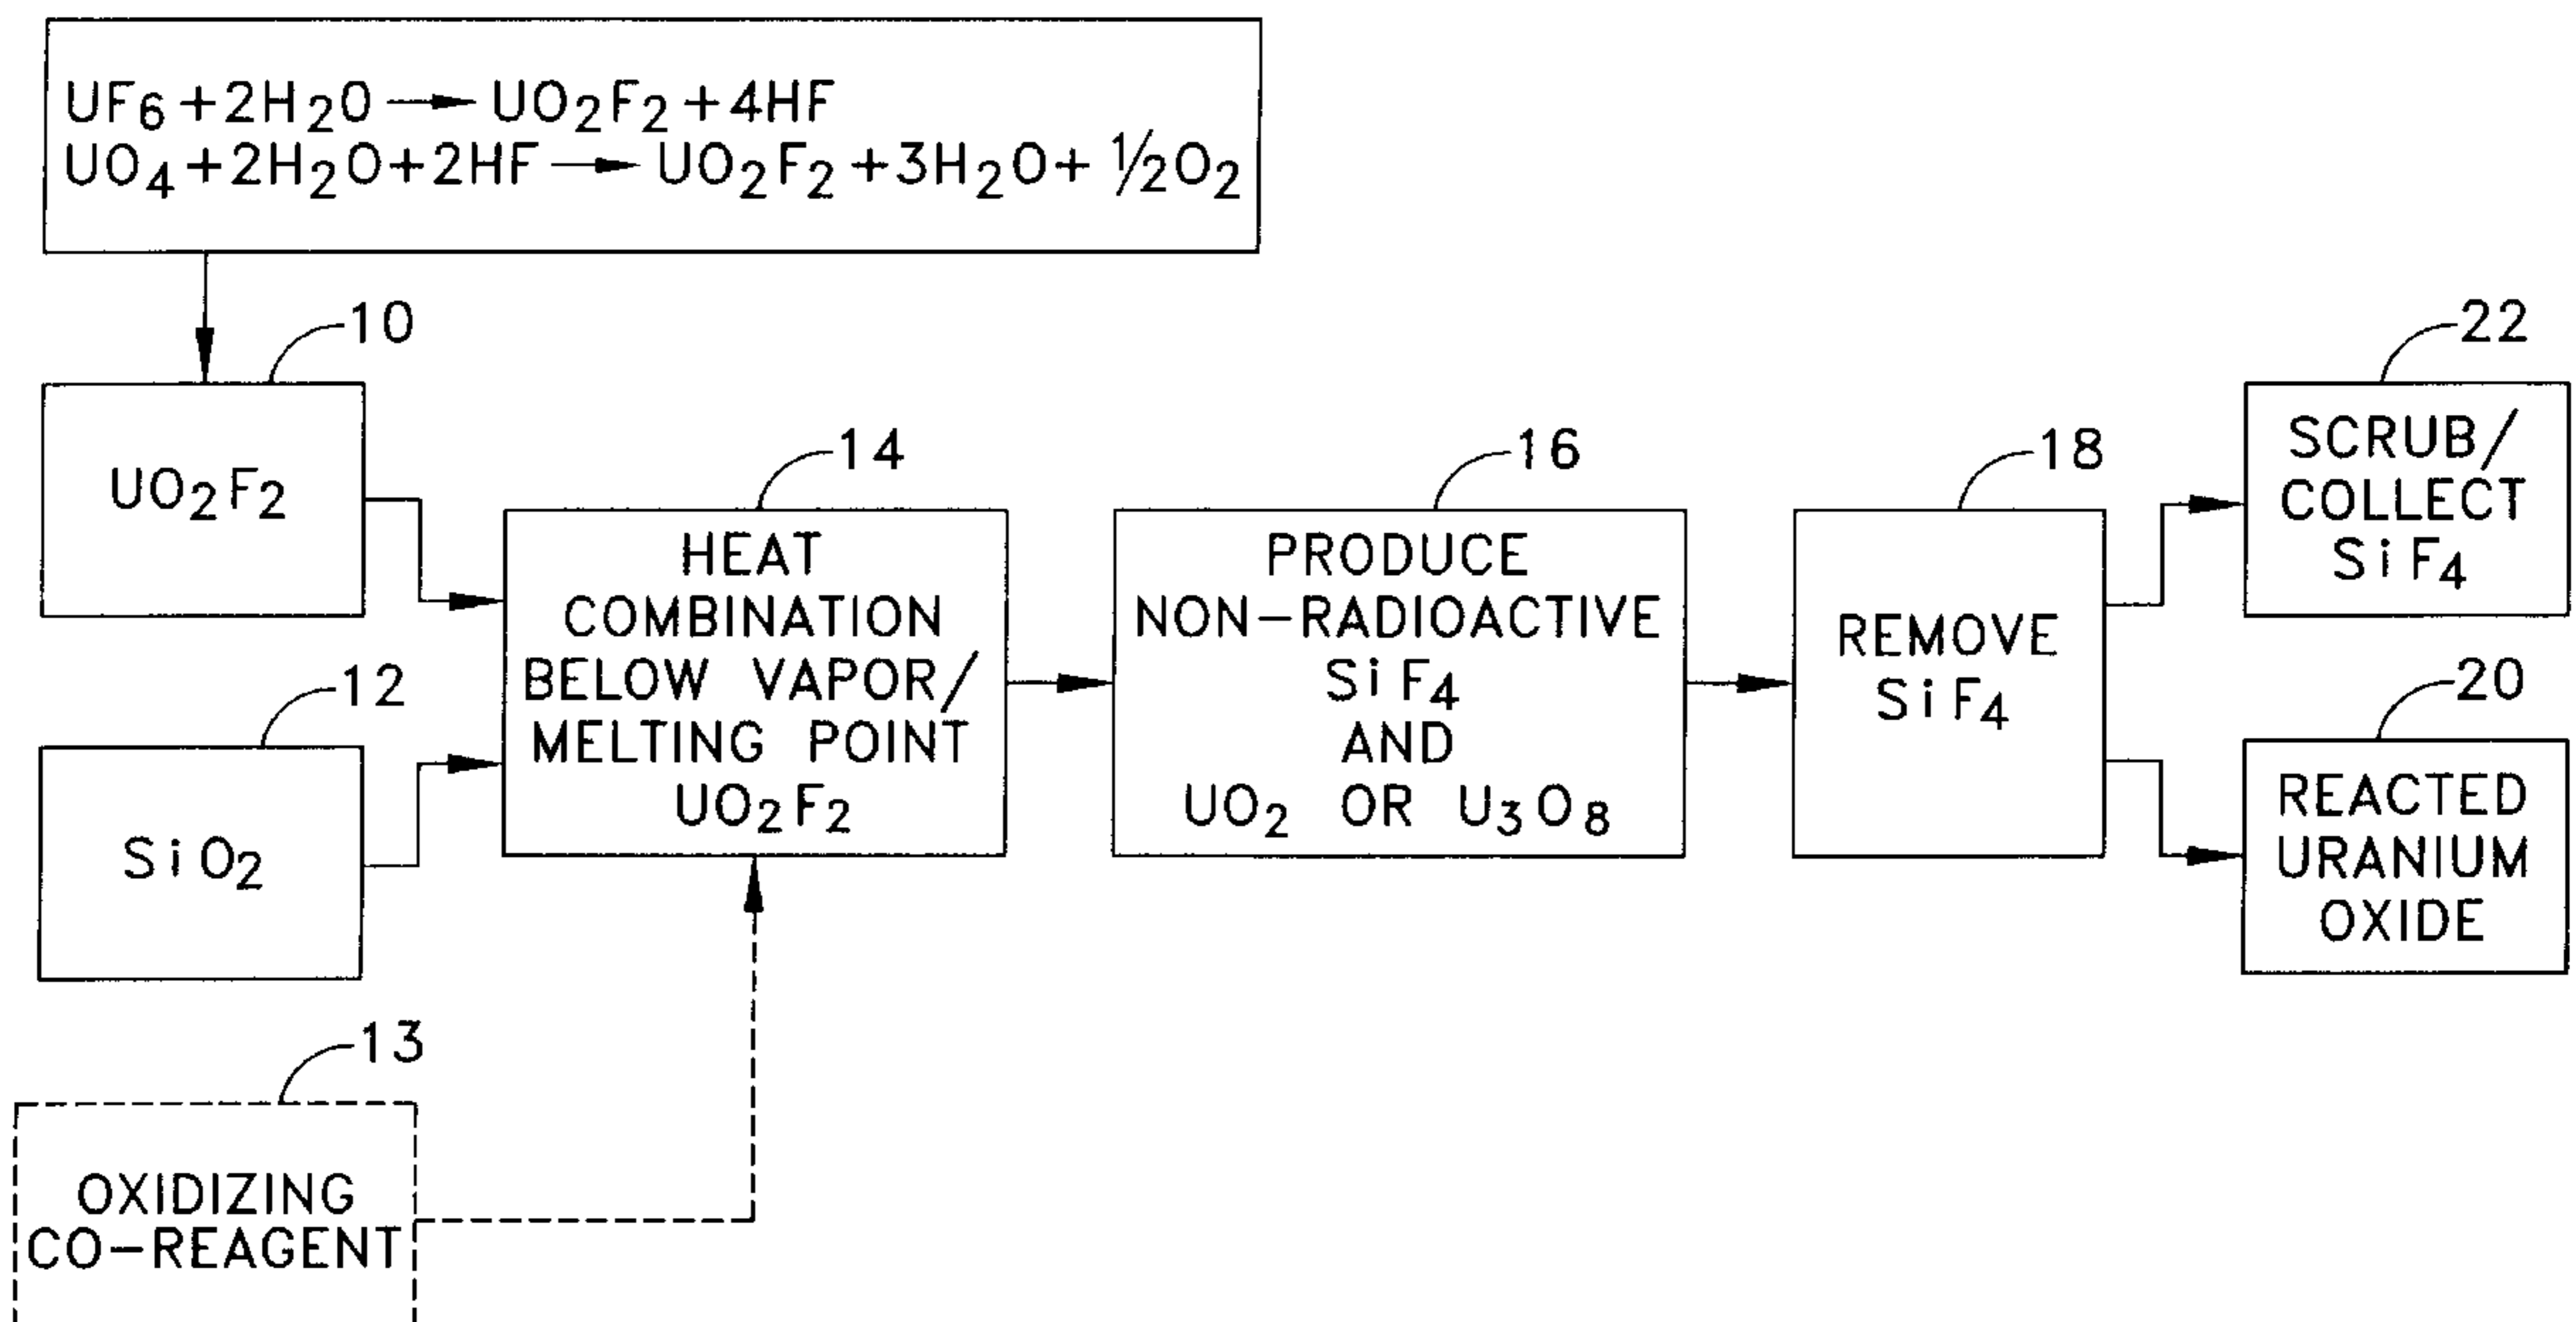 UF₆+2H₂O → UO₂F₂+4HF
UO₄+2H₂O+2HF → UO₂F₂+3H₂O+ ½O₂
10
UO₂F₂
12
SiO₂
13
OXIDIZING
CO-REAGENT
14
HEAT
COMBINATION
BELOW VAPOR/
MELTING POINT
UO₂F₂
16
PRODUCE
NON-RADIOACTIVE
SiF₄
AND
UO₂ OR U₃O₈
18
REMOVE
SiF₄
22
SCRUB/
COLLECT
SiF₄
20
REACTED
URANIUM
OXIDE